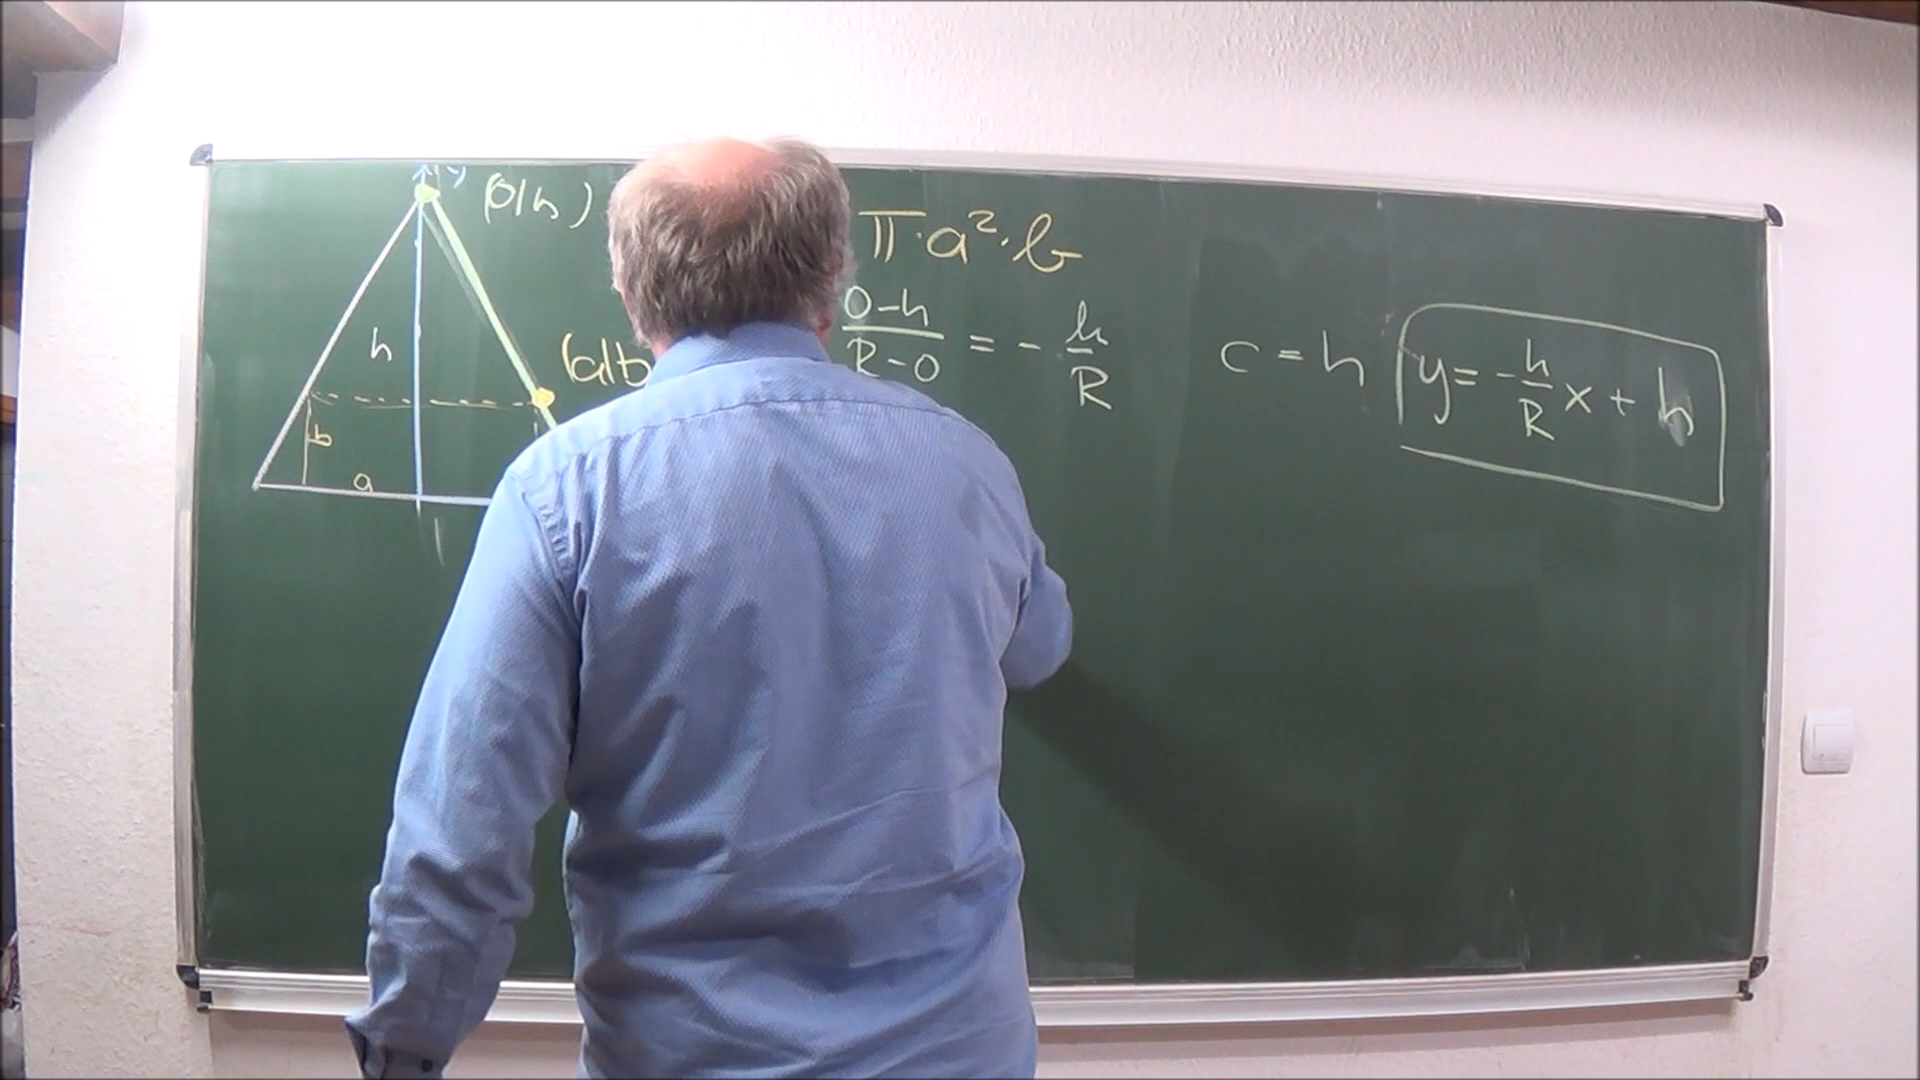 y
(0|h)
π·a²·b
h
(a|b
(0-h)/(R-0) = -h/R
c = h
y = -h/R x + h
b
a